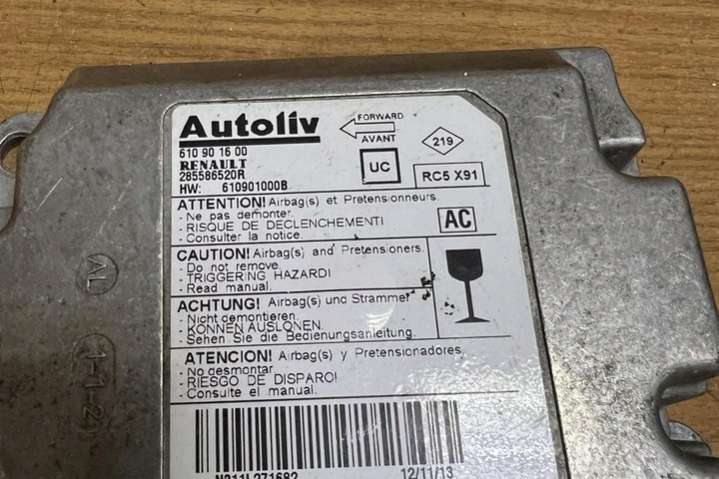 Autoliv
FORWARD
AVANT
219
610 90 16 00
RENAULT
285586520R
HW: 610901000B
UC
RC5 X91
ATTENTION! Airbag(s) et Pretensionneurs.
- Ne pas demonter.
- RISQUE DE DECLENCHEMENT!
- Consulter la notice.
AC
CAUTION! Airbag(s) and Pretensioners.
- Do not remove.
- TRIGGERING HAZARD!
- Read manual.
ACHTUNG! Airbag(s) und Strammer
- Nicht demontieren.
- KONNEN AUSLONEN.
- Sehen Sie die Bedienungsanleitung.
ATENCION! Airbag(s) y Pretensionadores.
- No desmontar.
- RIESGO DE DISPARO!
- Consulte el manual.
12/11/13
AL